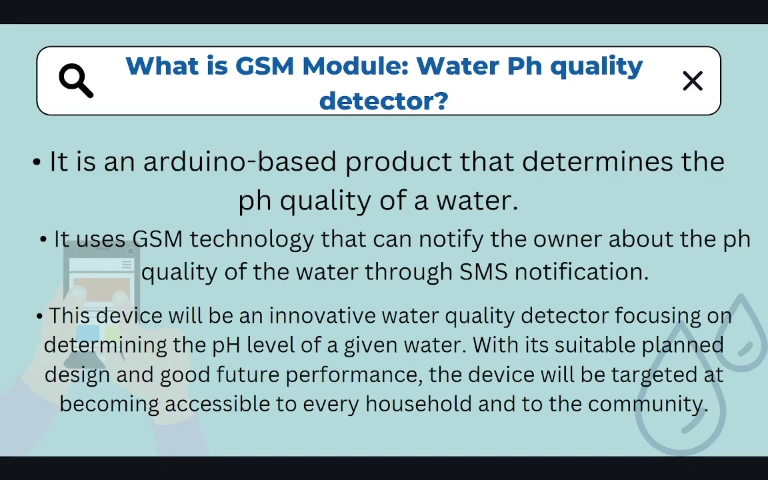 What is GSM Module: Water Ph quality
detector?
• It is an arduino-based product that determines the
ph quality of a water.
• It uses GSM technology that can notify the owner about the ph
quality of the water through SMS notification.
• This device will be an innovative water quality detector focusing on
determining the pH level of a given water. With its suitable planned
design and good future performance, the device will be targeted at
becoming accessible to every household and to the community.